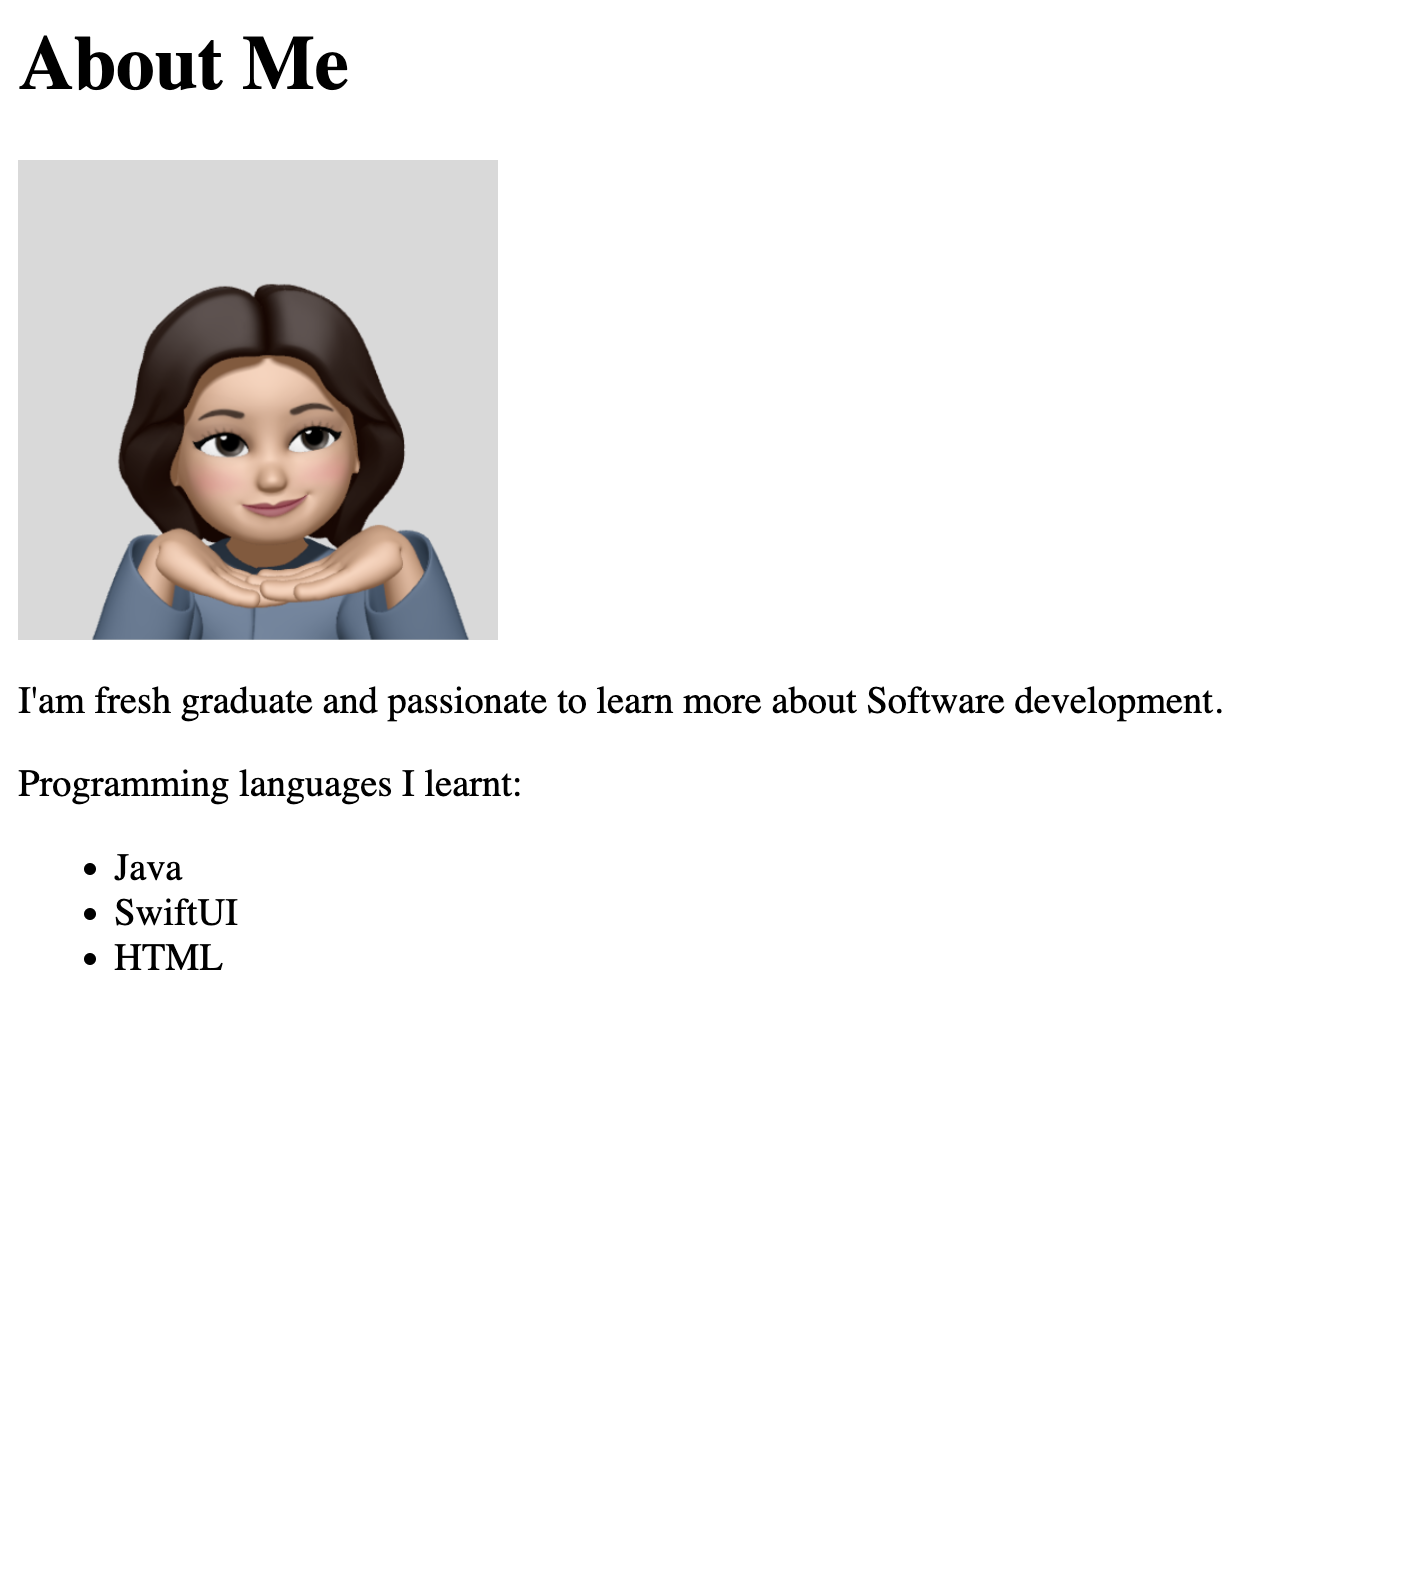 About Me
I'am fresh graduate and passionate to learn more about Software development.
Programming languages I learnt:
• Java
• SwiftUI
• HTML